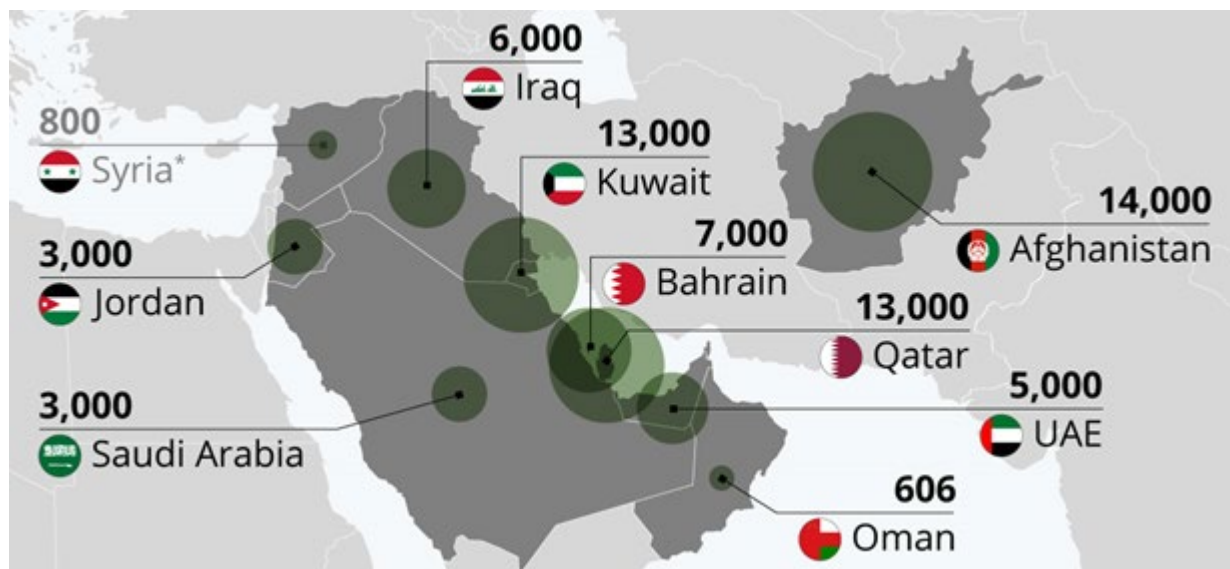 6,000
Iraq
800
Syria*
13,000
Kuwait
14,000
Afghanistan
7,000
Bahrain
3,000
Jordan
13,000
Qatar
5,000
UAE
3,000
Saudi Arabia
606
Oman